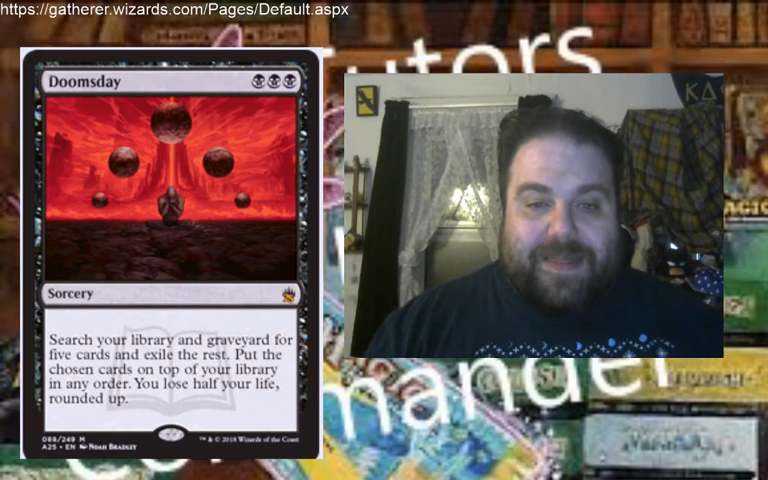 https://gatherer.wizards.com/Pages/Default.aspx
Tutors
Doomsday
ΚΔ
Sorcery
Search your library and graveyard for
five cards and exile the rest. Put the
chosen cards on top of your library
in any order. You lose half your life,
rounded up.
088/249 M
A25 • EN NOAH BRADLEY
™ & © 2018 Wizards of the Coast